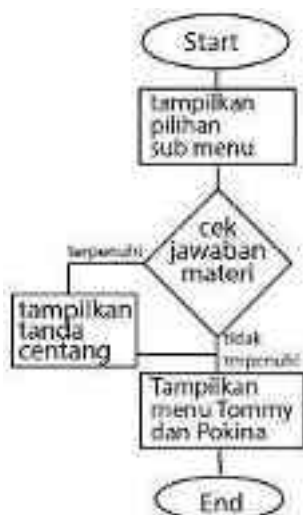 Start
tampilkan
pilihan
sub menu
cek
jawaban
materi
terpenuhi
tampilkan
tanda
centang
tidak
terpenuhi
Tampilkan
menu Tommy
dan Pokina
End